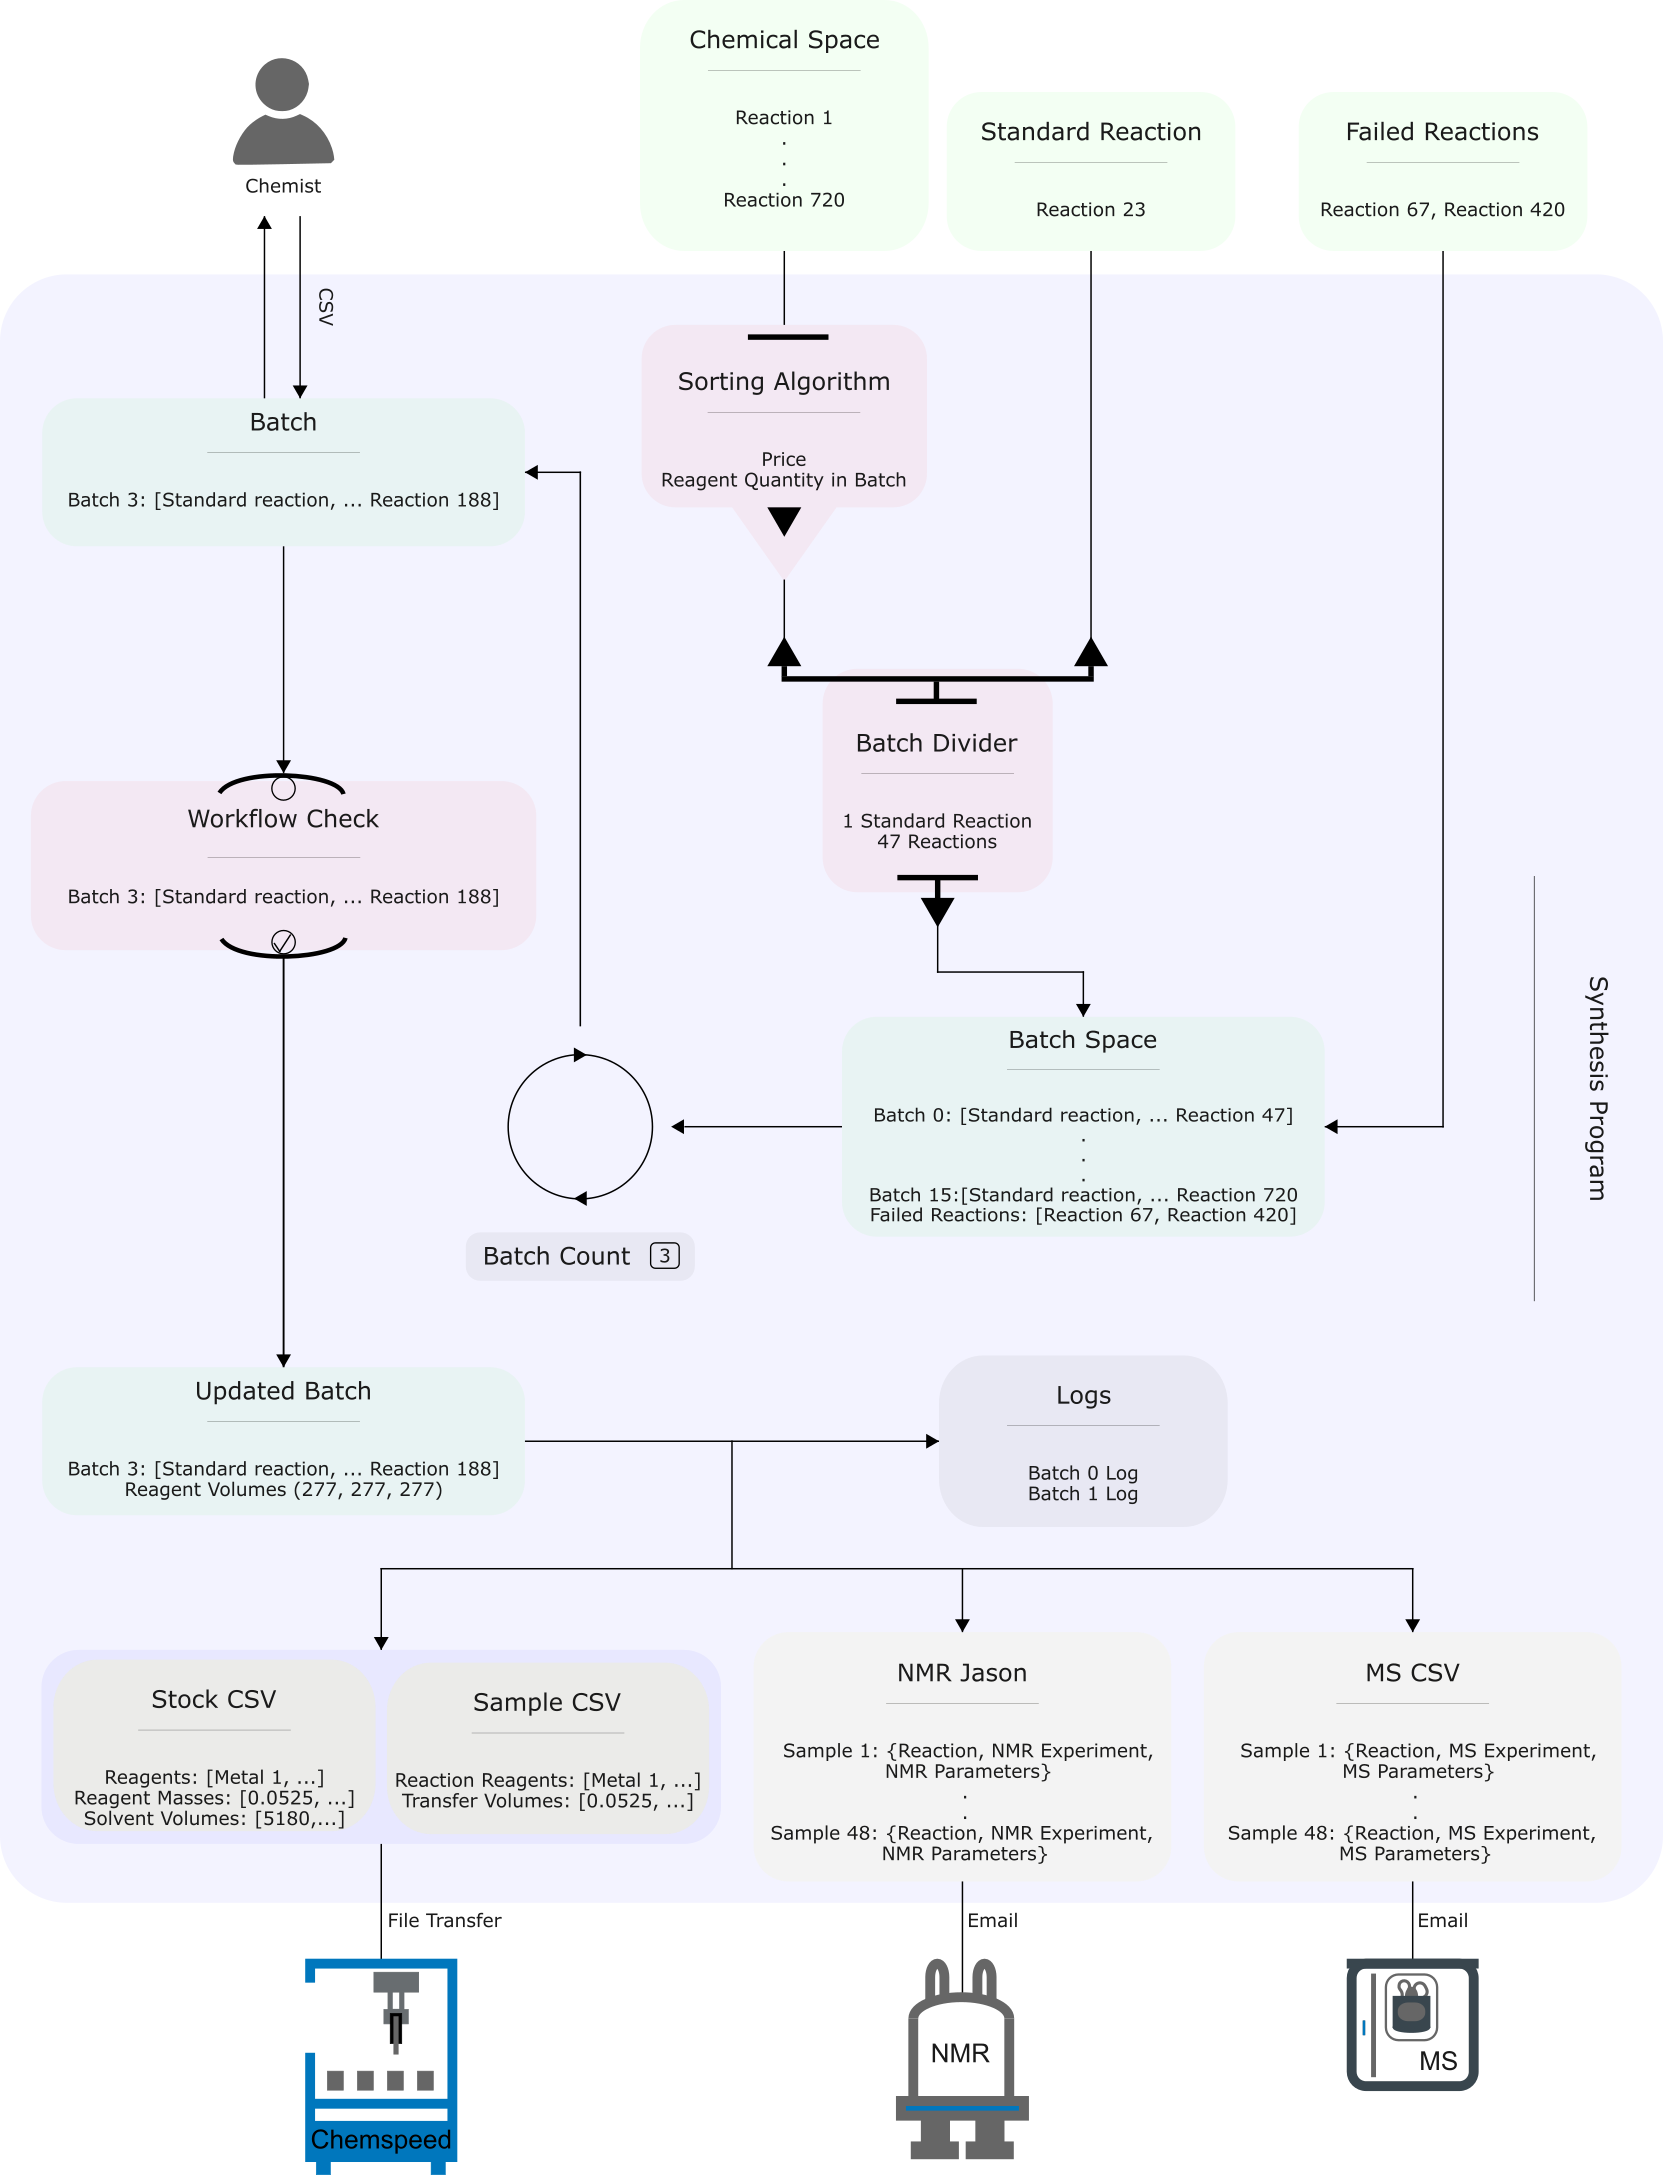 Chemist
CSV
Chemical Space
Reaction 1
.
.
.
Reaction 720
Standard Reaction
Reaction 23
Failed Reactions
Reaction 67, Reaction 420
Sorting Algorithm
Price
Reagent Quantity in Batch
Batch
Batch 3: [Standard reaction, ... Reaction 188]
Batch Divider
1 Standard Reaction
47 Reactions
Workflow Check
Batch 3: [Standard reaction, ... Reaction 188]
Batch Space
Batch 0: [Standard reaction, ... Reaction 47]
.
.
.
Batch 15:[Standard reaction, ... Reaction 720
Failed Reactions: [Reaction 67, Reaction 420]
Synthesis Program
Batch Count 3
Updated Batch
Batch 3: [Standard reaction, ... Reaction 188]
Reagent Volumes (277, 277, 277)
Logs
Batch 0 Log
Batch 1 Log
Stock CSV
Reagents: [Metal 1, ...]
Reagent Masses: [0.0525, ...]
Solvent Volumes: [5180,...]
Sample CSV
Reaction Reagents: [Metal 1, ...]
Transfer Volumes: [0.0525, ...]
NMR Jason
Sample 1: {Reaction, NMR Experiment,
NMR Parameters}
.
.
Sample 48: {Reaction, NMR Experiment,
NMR Parameters}
MS CSV
Sample 1: {Reaction, MS Experiment,
MS Parameters}
.
.
Sample 48: {Reaction, MS Experiment,
MS Parameters}
File Transfer
Email
Email
Chemspeed
NMR
MS